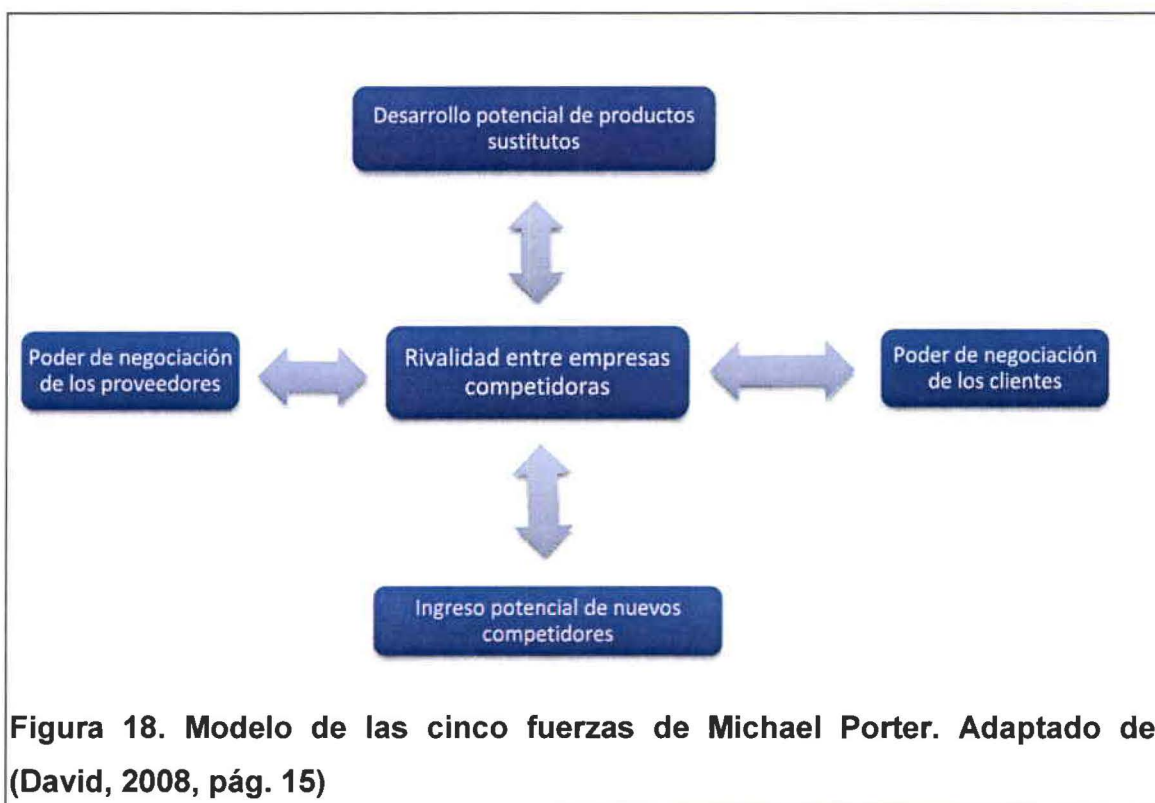 Desarrollo potencial de productos
sustitutos
Poder de negociación
de los proveedores
Rivalidad entre empresas
competidoras
Poder de negociación
de los clientes
Ingreso potencial de nuevos
competidores
Figura 18. Modelo de las cinco fuerzas de Michael Porter. Adaptado de
(David, 2008, pág. 15)